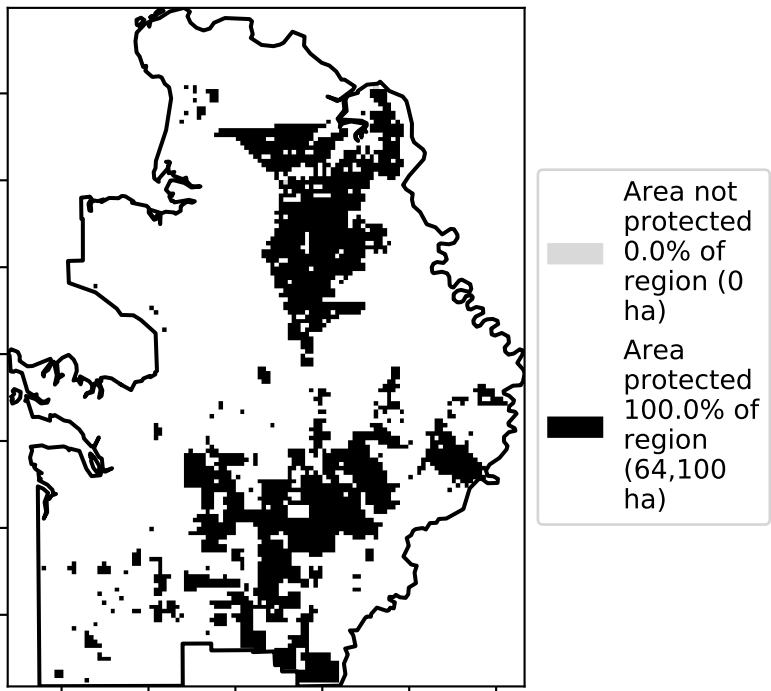 Area not
protected
0.0% of
region (0
ha)
Area
protected
100.0% of
region
(64,100
ha)